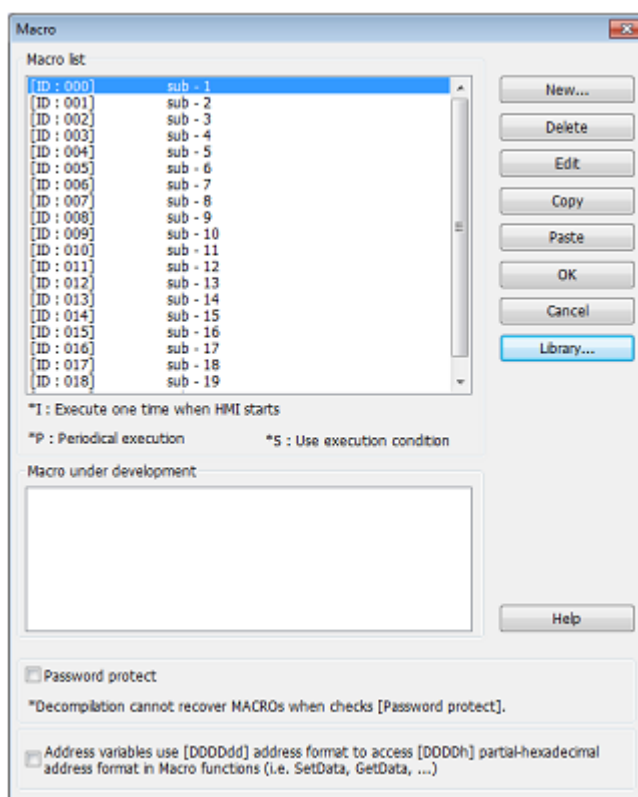 Macro
Macro list
[ID : 000] sub - 1
[ID : 001] sub - 2
[ID : 002] sub - 3
[ID : 003] sub - 4
[ID : 004] sub - 5
[ID : 005] sub - 6
[ID : 006] sub - 7
[ID : 007] sub - 8
[ID : 008] sub - 9
[ID : 009] sub - 10
[ID : 010] sub - 11
[ID : 011] sub - 12
[ID : 012] sub - 13
[ID : 013] sub - 14
[ID : 014] sub - 15
[ID : 015] sub - 16
[ID : 016] sub - 17
[ID : 017] sub - 18
[ID : 018] sub - 19
New...
Delete
Edit
Copy
Paste
OK
Cancel
Library...
*I : Execute one time when HMI starts
*P : Periodical execution *S : Use execution condition
Macro under development
Help
Password protect
*Decompilation cannot recover MACROs when checks [Password protect].
Address variables use [DDDDdd] address format to access [DDDDh] partial-hexadecimal
address format in Macro functions (i.e. SetData, GetData, ...)